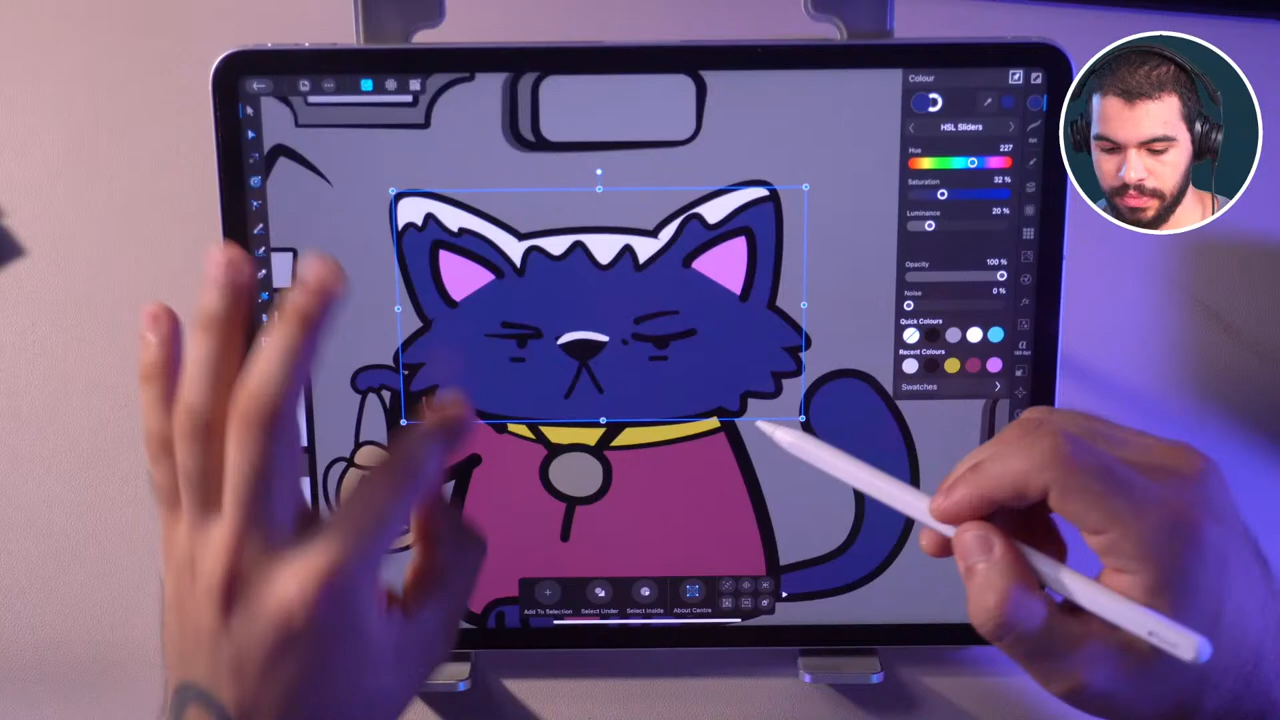 Colour
HSL Sliders
Hue 227
Saturation 32 %
Luminance 20 %
Opacity 100 %
Noise 0 %
Quick Colours
Recent Colours
Swatches
Add To Selection Select Under Select Inside About Centre